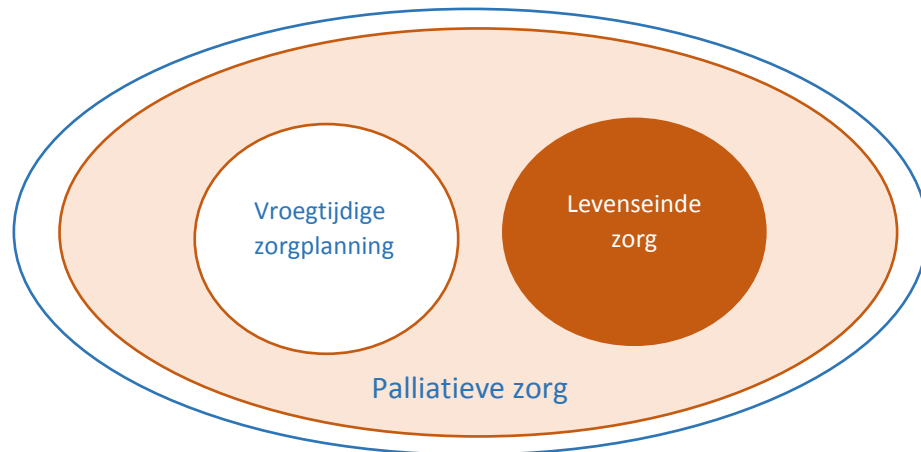 Vroegtijdige
zorgplanning
Levenseinde
zorg
Palliatieve zorg